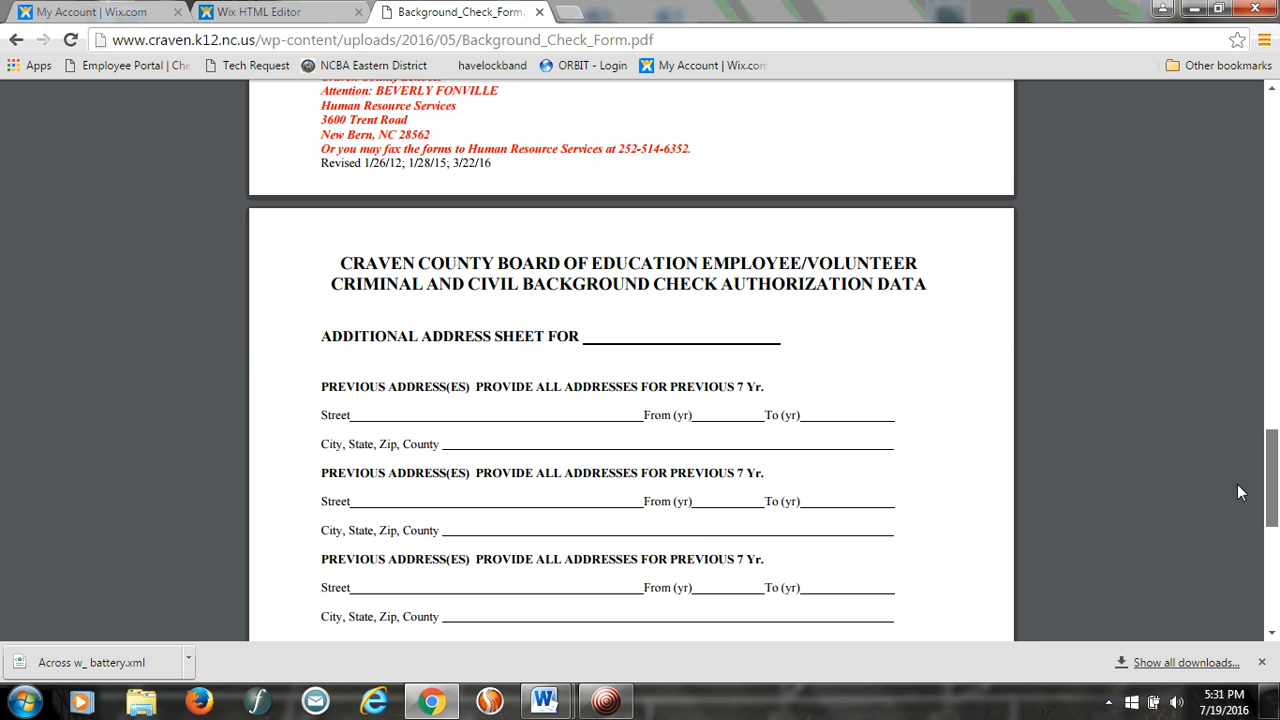 My Account | Wix.com
Wix HTML Editor
Background_Check_Form.
www.craven.k12.nc.us/wp-content/uploads/2016/05/Background_Check_Form.pdf
Apps
Employee Portal | Che
Tech Request
NCBA Eastern District
havelockband
ORBIT - Login
My Account | Wix.com
Other bookmarks
Craven County Schools
Attention: BEVERLY FONVILLE
Human Resource Services
3600 Trent Road
New Bern, NC 28562
Or you may fax the forms to Human Resource Services at 252-514-6352.
Revised 1/26/12; 1/28/15; 3/22/16
CRAVEN COUNTY BOARD OF EDUCATION EMPLOYEE/VOLUNTEER
CRIMINAL AND CIVIL BACKGROUND CHECK AUTHORIZATION DATA
ADDITIONAL ADDRESS SHEET FOR
PREVIOUS ADDRESS(ES) PROVIDE ALL ADDRESSES FOR PREVIOUS 7 Yr.
Street From (yr) To (yr)
City, State, Zip, County
PREVIOUS ADDRESS(ES) PROVIDE ALL ADDRESSES FOR PREVIOUS 7 Yr.
Street From (yr) To (yr)
City, State, Zip, County
PREVIOUS ADDRESS(ES) PROVIDE ALL ADDRESSES FOR PREVIOUS 7 Yr.
Street From (yr) To (yr)
City, State, Zip, County
Across w_ battery.xml
Show all downloads...
5:31 PM
7/19/2016